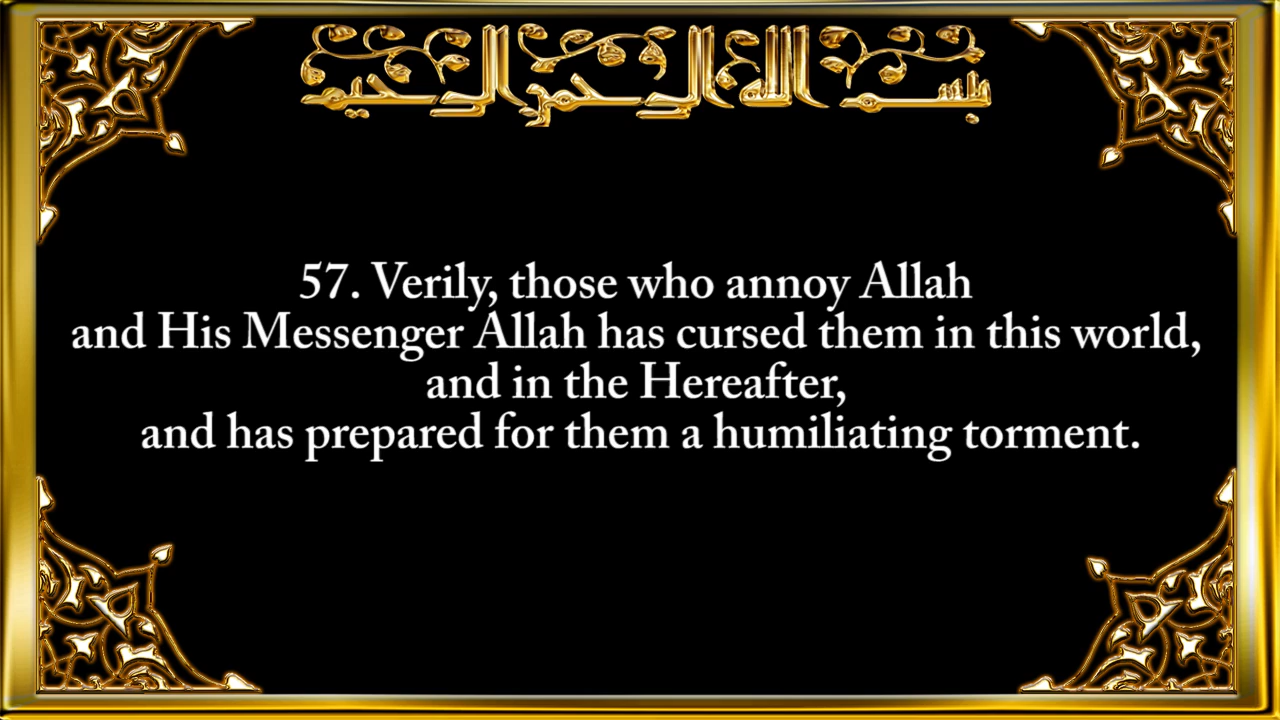 بسم الله الرحمن الرحيم
57. Verily, those who annoy Allah
and His Messenger Allah has cursed them in this world,
and in the Hereafter,
and has prepared for them a humiliating torment.